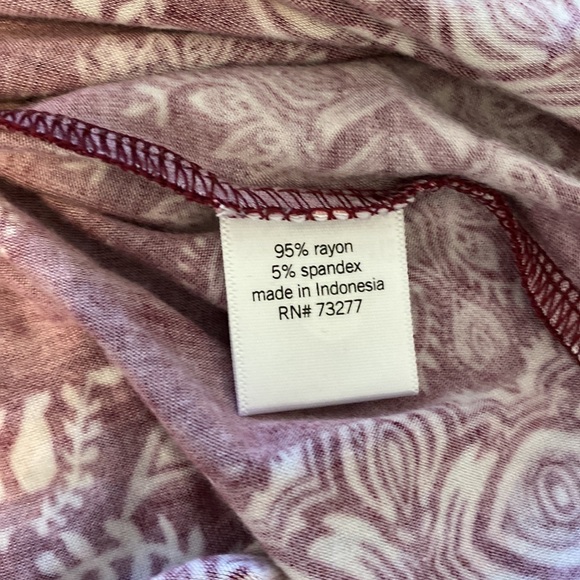 95% rayon
5% spandex
made in Indonesia
RN# 73277